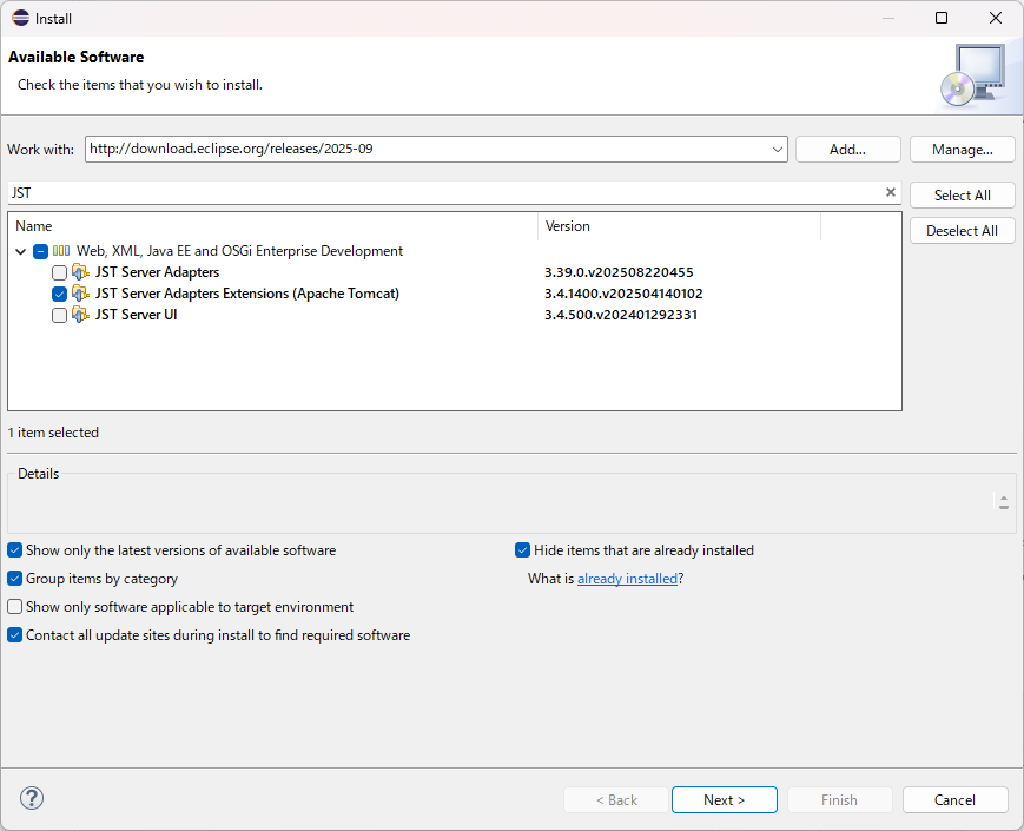 Install
Available Software
Check the items that you wish to install.
Work with: http://download.eclipse.org/releases/2025-09 Add... Manage...
JST Select All
Name Version Deselect All
Web, XML, Java EE and OSGi Enterprise Development
JST Server Adapters 3.39.0.v202508220455
JST Server Adapters Extensions (Apache Tomcat) 3.4.1400.v202504140102
JST Server UI 3.4.500.v202401292331
1 item selected
Details
Show only the latest versions of available software Hide items that are already installed
Group items by category What is already installed?
Show only software applicable to target environment
Contact all update sites during install to find required software
? < Back Next > Finish Cancel